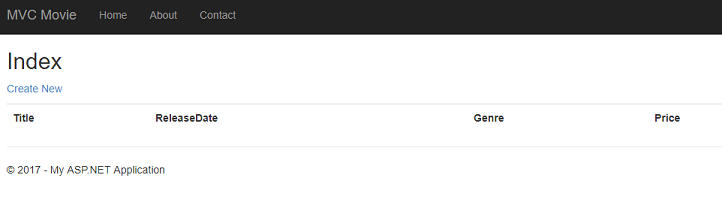 MVC Movie Home About Contact
Index
Create New
Title ReleaseDate Genre Price
© 2017 - My ASP.NET Application